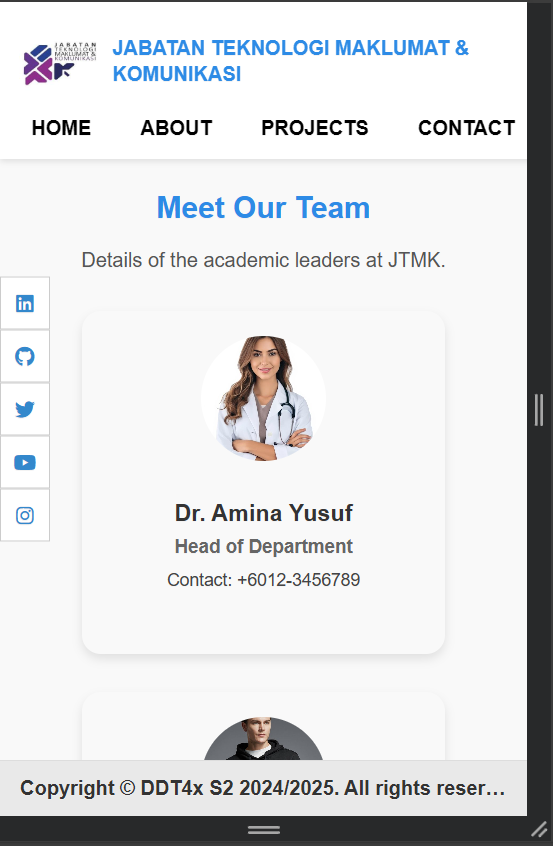 JABATAN
TEKNOLOGI
MAKLUMAT &
KOMUNIKASI
JABATAN TEKNOLOGI MAKLUMAT &
KOMUNIKASI
HOME ABOUT PROJECTS CONTACT
Meet Our Team
Details of the academic leaders at JTMK.
Dr. Amina Yusuf
Head of Department
Contact: +6012-3456789
Copyright © DDT4x S2 2024/2025. All rights reser…